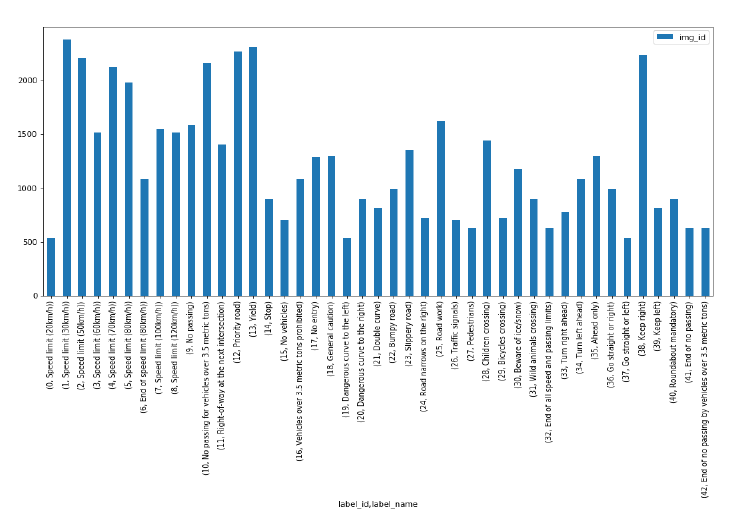 img_id
2000
1500
1000
500
0
(0, Speed limit (20km/h))
(1, Speed limit (30km/h))
(2, Speed limit (50km/h))
(3, Speed limit (60km/h))
(4, Speed limit (70km/h))
(5, Speed limit (80km/h))
(6, End of speed limit (80km/h))
(7, Speed limit (100km/h))
(8, Speed limit (120km/h))
(9, No passing)
(10, No passing for vehicles over 3.5 metric tons)
(11, Right-of-way at the next intersection)
(12, Priority road)
(13, Yield)
(14, Stop)
(15, No vehicles)
(16, Vehicles over 3.5 metric tons prohibited)
(17, No entry)
(18, General caution)
(19, Dangerous curve to the left)
(20, Dangerous curve to the right)
(21, Double curve)
(22, Bumpy road)
(23, Slippery road)
(24, Road narrows on the right)
(25, Road work)
(26, Traffic signals)
(27, Pedestrians)
(28, Children crossing)
(29, Bicycles crossing)
(30, Beware of ice/snow)
(31, Wild animals crossing)
(32, End of all speed and passing limits)
(33, Turn right ahead)
(34, Turn left ahead)
(35, Ahead only)
(36, Go straight or right)
(37, Go straight or left)
(38, Keep right)
(39, Keep left)
(40, Roundabout mandatory)
(41, End of no passing)
(42, End of no passing by vehicles over 3.5 metric tons)
label_id,label_name